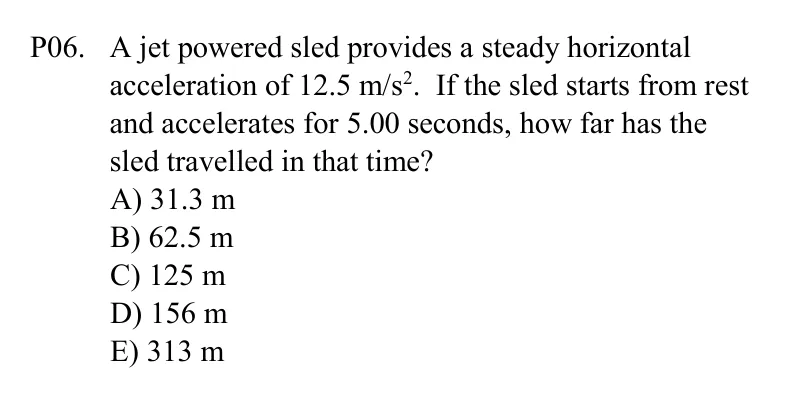 P06. A jet powered sled provides a steady horizontal
acceleration of 12.5 m/s². If the sled starts from rest
and accelerates for 5.00 seconds, how far has the
sled travelled in that time?
A) 31.3 m
B) 62.5 m
C) 125 m
D) 156 m
E) 313 m